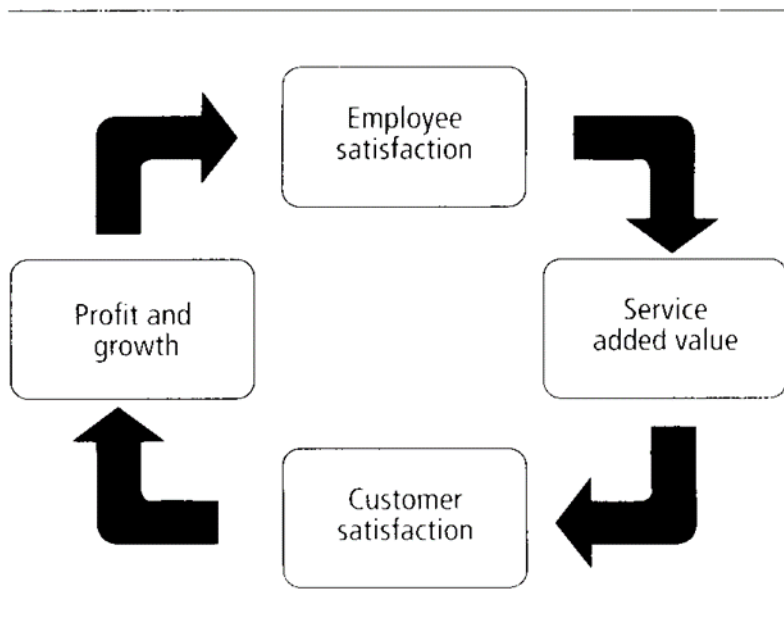 Employee
satisfaction
Service
added value
Customer
satisfaction
Profit and
growth